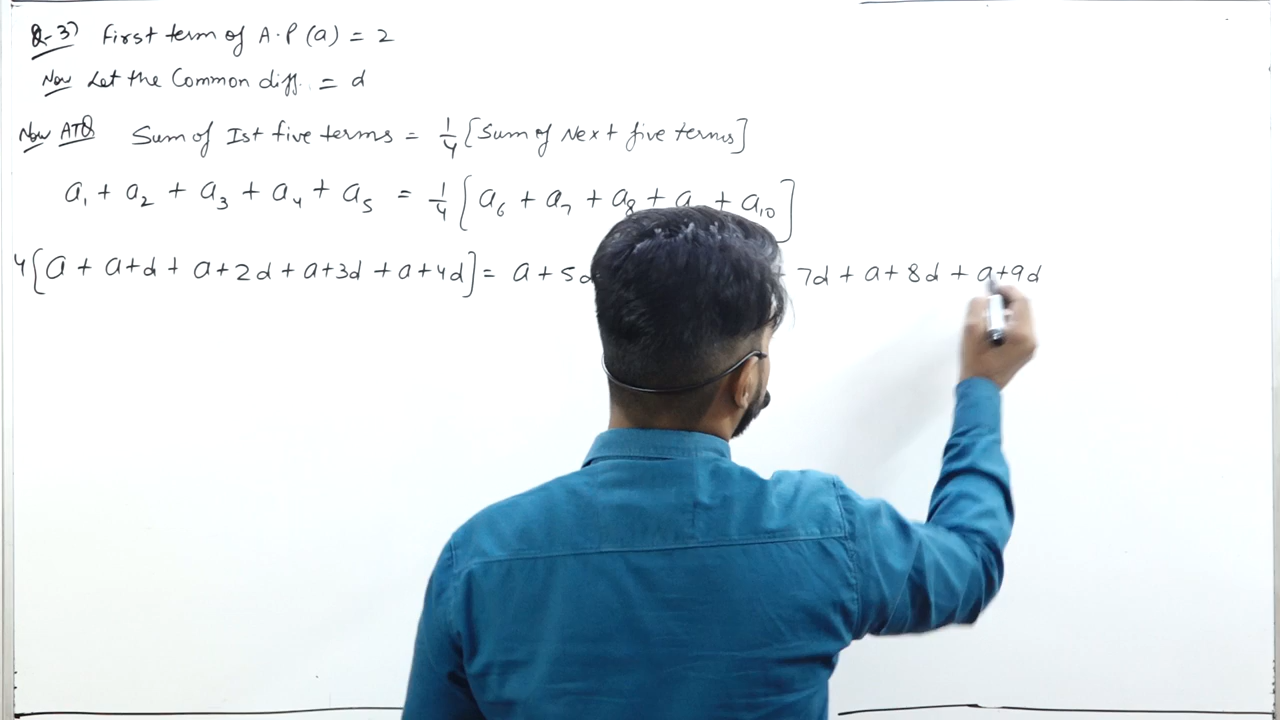 Q-3) First term of A.P (a) = 2
Now Let the Common diff. = d
Now ATQ Sum of Ist five terms = 1/4 [Sum of Next five terms]
a₁ + a₂ + a₃ + a₄ + a₅ = 1/4 [a₆ + a₇ + a₈ + a + a₁₀]
4[a + a+d + a+2d + a+3d + a+4d] = a+5d + 7d + a+8d + a+9d